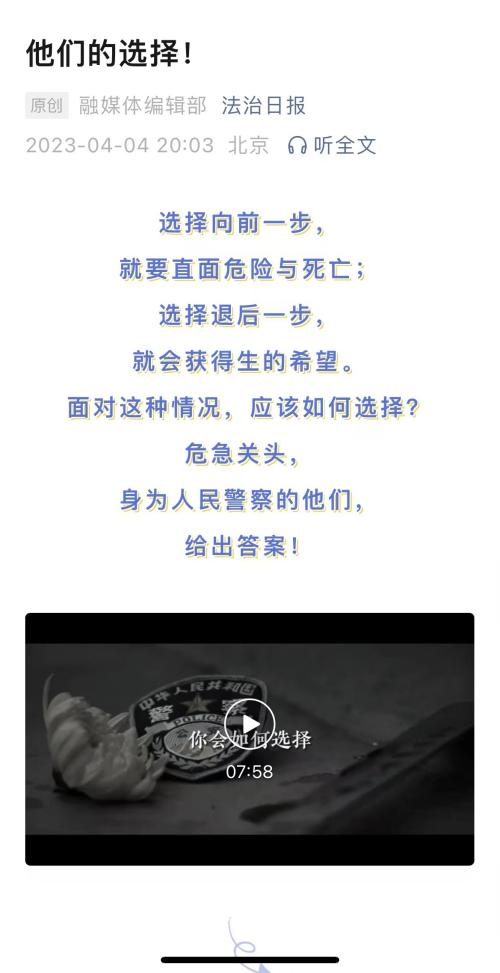 他们的选择！
原创 融媒体编辑部 法治日报
2023-04-04 20:03 北京 听全文
选择向前一步，
就要直面危险与死亡；
选择退后一步，
就会获得生的希望。
面对这种情况，应该如何选择？
危急关头，
身为人民警察的他们，
给出答案！
中华人民共和国
警察
POLICE
你会如何选择
07:58